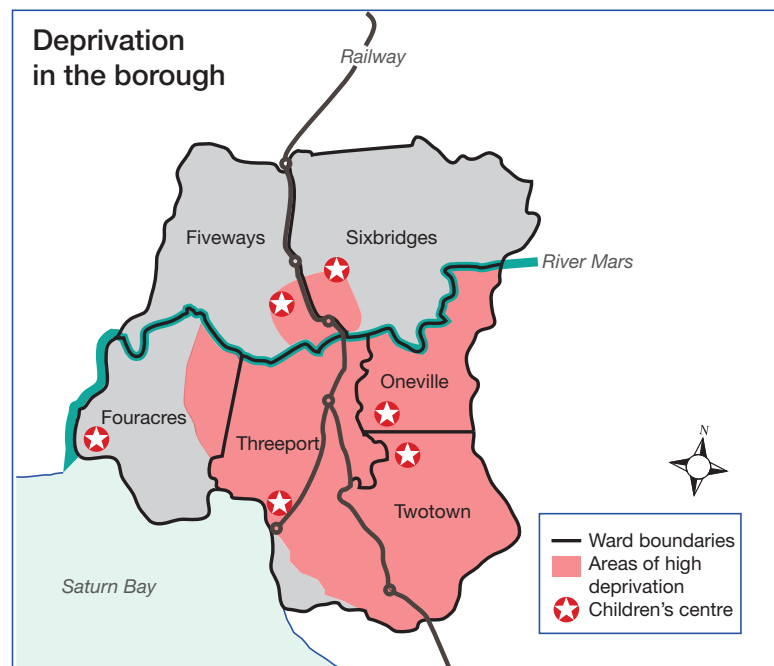 Deprivation
in the borough
Railway
Fiveways
Sixbridges
River Mars
Oneville
Fouracres
Threeport
Twotown
N
Saturn Bay
Ward boundaries
Areas of high
deprivation
Children's centre